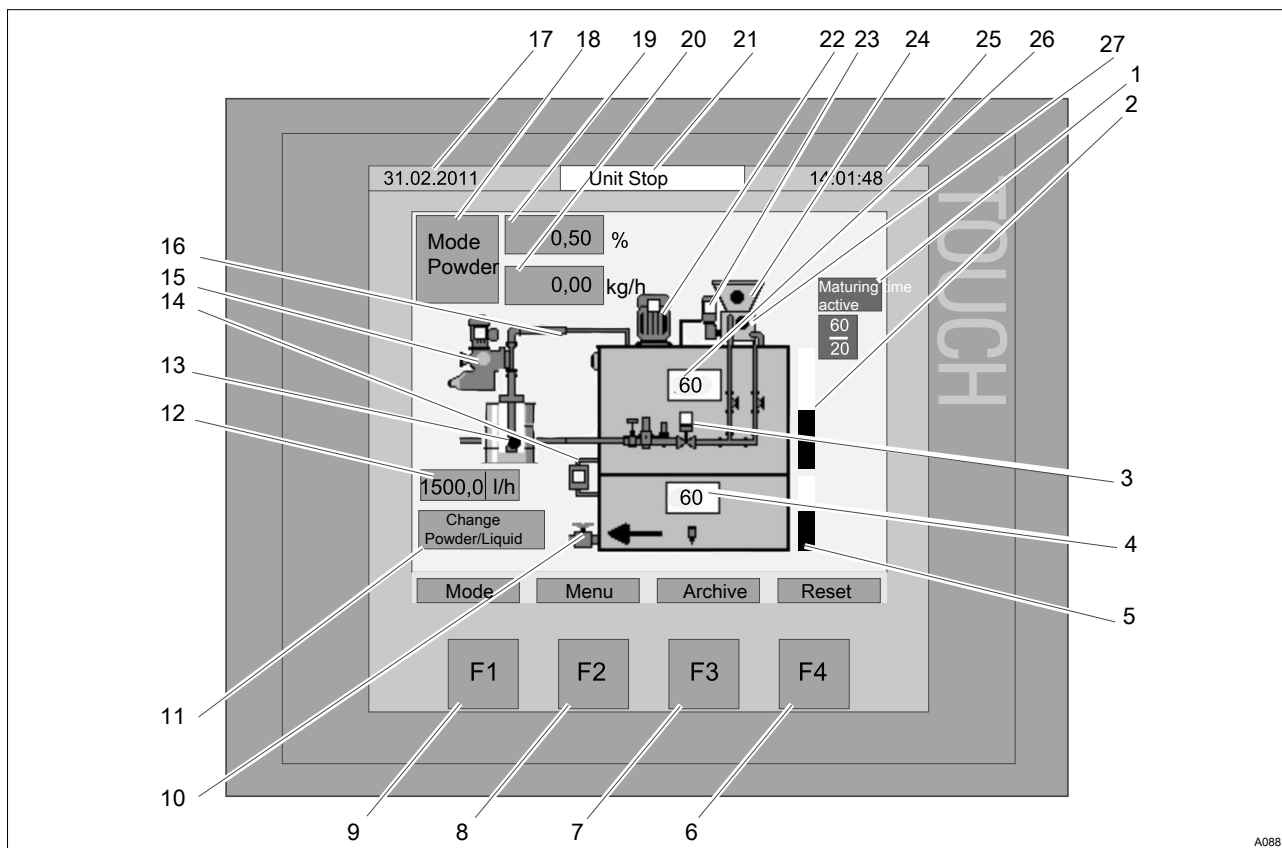 17 18 19 20 21 22 23 24 25 26 27
1
2
31.02.2011 Unit Stop 14:01:48
TOUCH
Mode
Powder
0,50 %
0,00 kg/h
Maturing time
active
60
20
16
15
14
13
12
60
3
1500,0 l/h
60
4
Change
Powder/Liquid
5
Mode Menu Archive Reset
F1 F2 F3 F4
11
10
9 8 7 6
A088